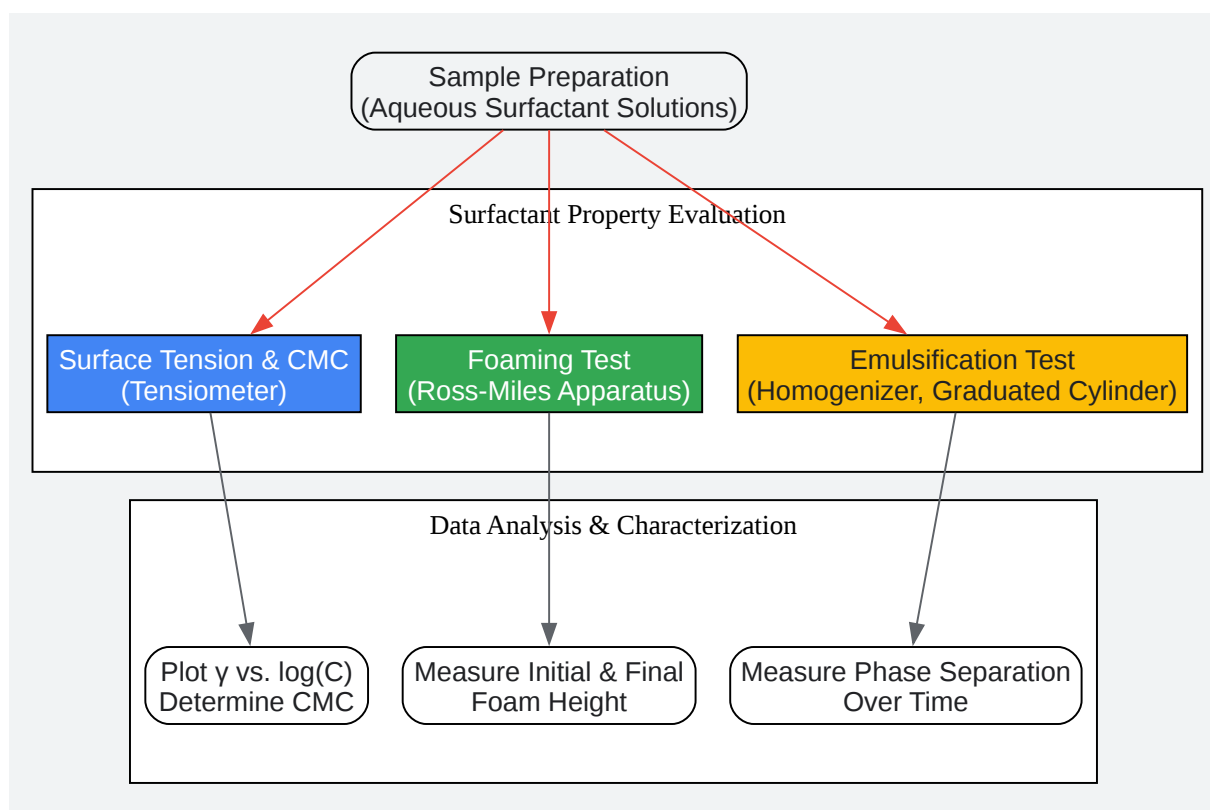 Sample Preparation
(Aqueous Surfactant Solutions)
Surfactant Property Evaluation
Surface Tension & CMC
(Tensiometer)
Foaming Test
(Ross-Miles Apparatus)
Emulsification Test
(Homogenizer, Graduated Cylinder)
Data Analysis & Characterization
Plot γ vs. log(C)
Determine CMC
Measure Initial & Final
Foam Height
Measure Phase Separation
Over Time